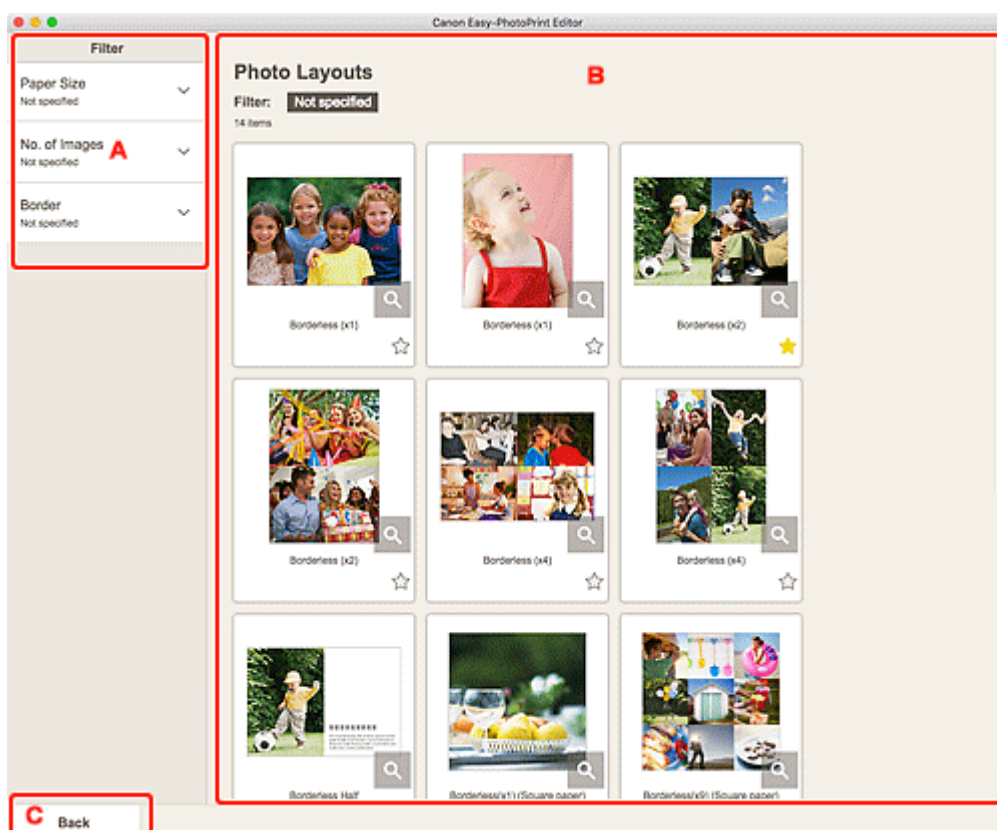 Canon Easy-PhotoPrint Editor
Filter
Paper Size
Not specified
No. of Images
Not specified
A
Border
Not specified
Photo Layouts
B
Filter: Not specified
14 items
Borderless (x1)
Borderless (x1)
Borderless (x2)
Borderless (x2)
Borderless (x4)
Borderless (x4)
Borderless Half
Borderless(x1) (Square paper)
Borderless(x9) (Square paper)
C
Back